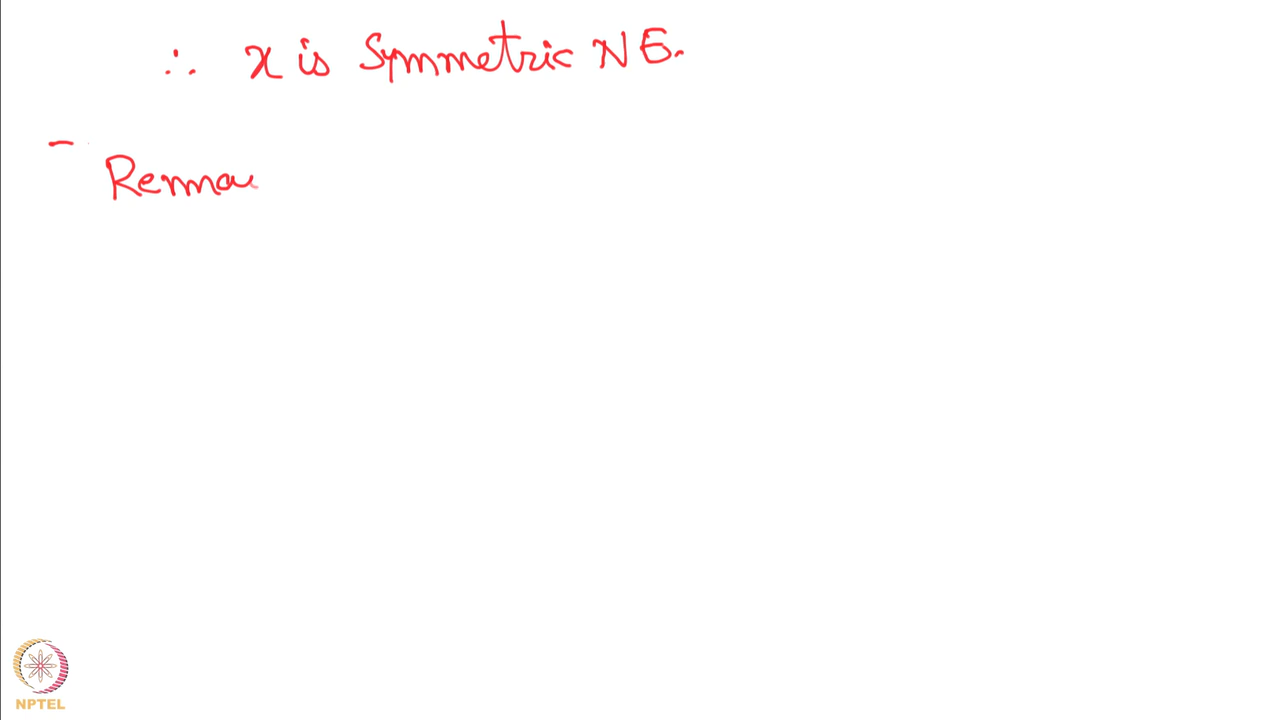 ∴ x is Symmetric NE.
- Remar
NPTEL